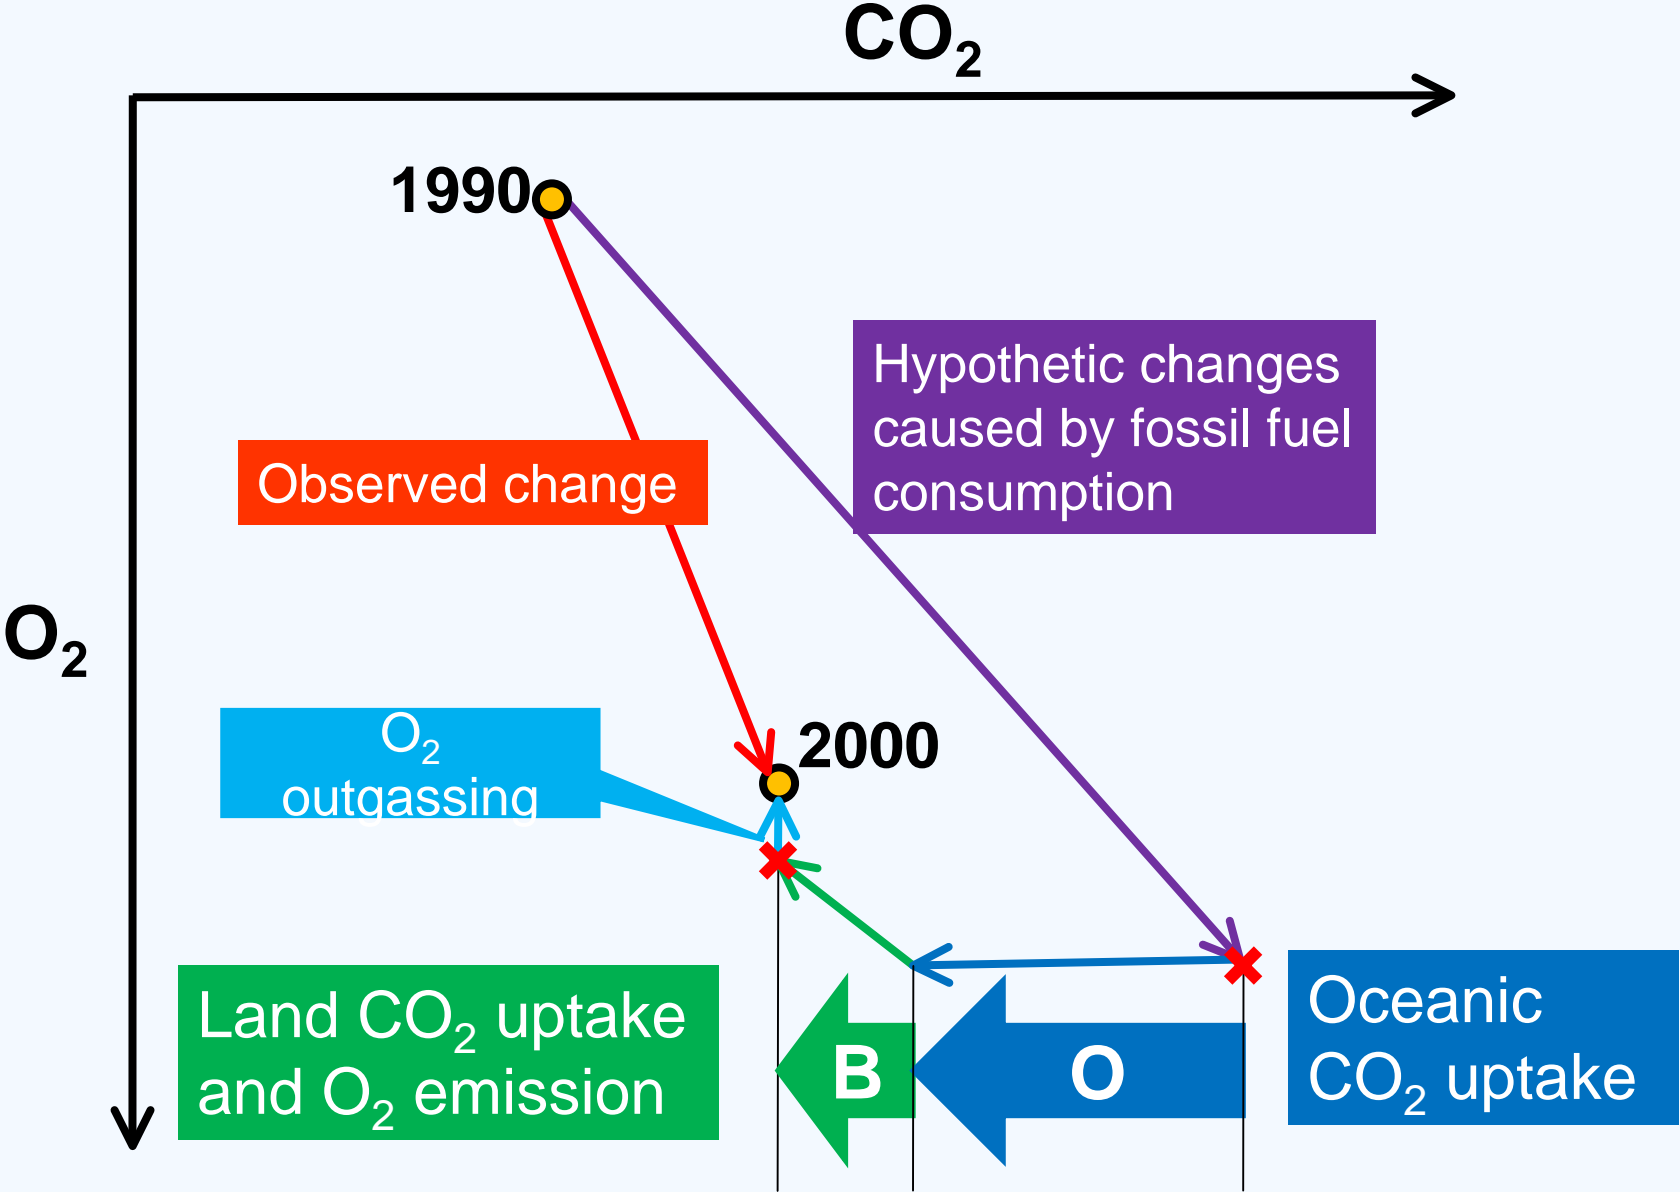 CO₂
1990
Hypothetic changes
caused by fossil fuel
consumption
Observed change
O₂
O₂
outgassing
2000
Land CO₂ uptake
and O₂ emission
B
O
Oceanic
CO₂ uptake